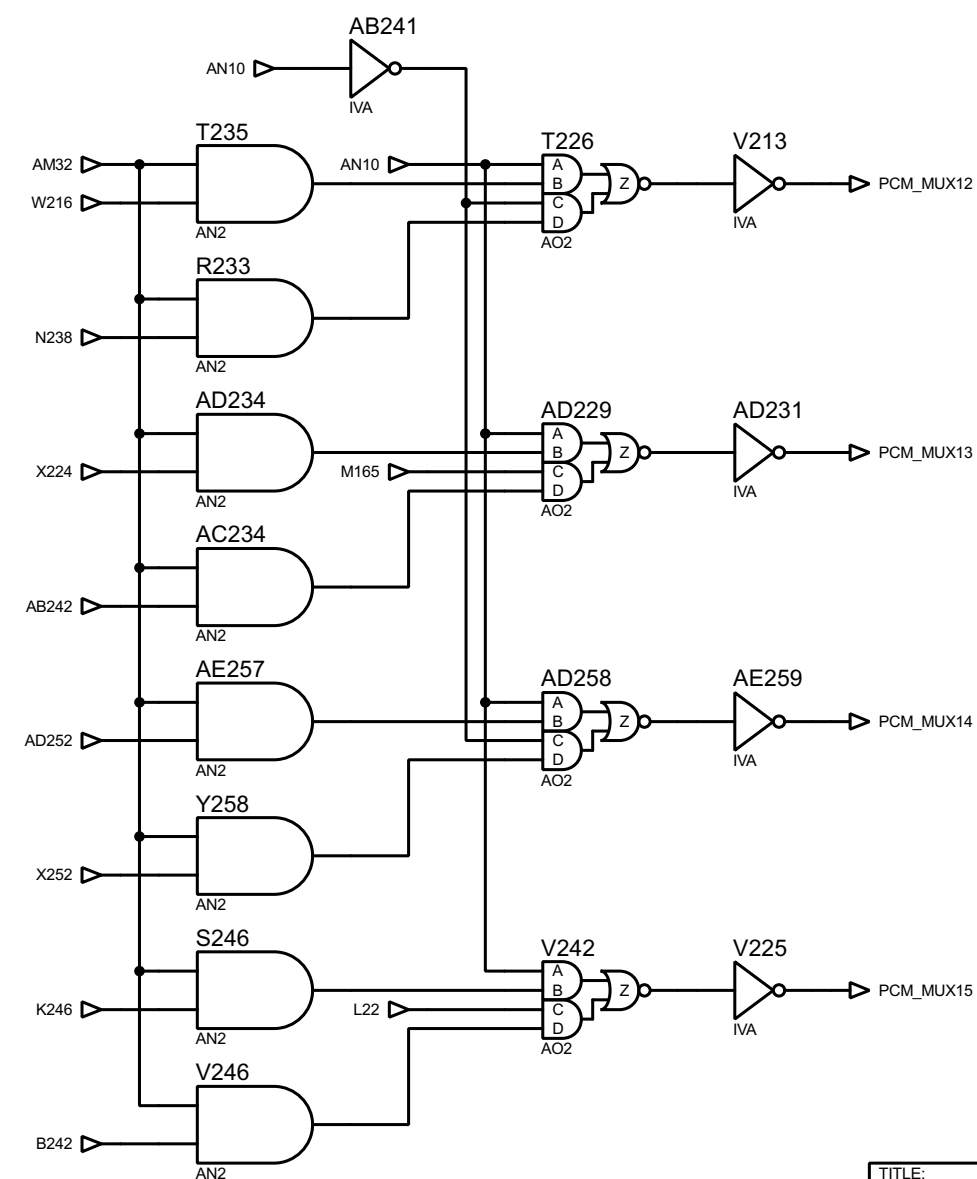 AB241
AN10
IVA
T235
T226
V213
AM32
AN10
A
B
C
D
Z
PCM_MUX12
W216
AN2
AO2
IVA
R233
N238
AN2
AD234
AD229
AD231
A
B
C
D
Z
PCM_MUX13
X224
M165
AN2
AO2
IVA
AC234
AB242
AN2
AE257
AD258
AE259
A
B
C
D
Z
PCM_MUX14
AD252
AN2
AO2
IVA
Y258
X252
AN2
S246
V242
V225
A
B
C
D
Z
PCM_MUX15
K246
L22
AN2
AO2
IVA
V246
B242
AN2
TITLE: